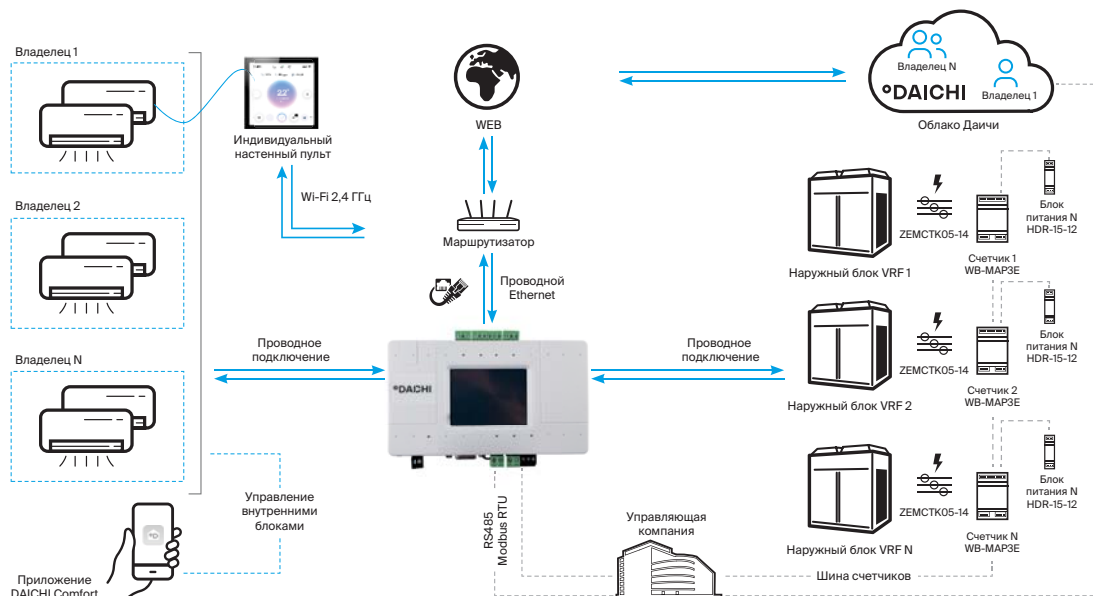 Владелец 1
Владелец 2
Владелец N
Приложение
DAICHI Comfort
Управление
внутренними
блоками
Индивидуальный
настенный пульт
22°
Wi-Fi 2,4 ГГц
WEB
Маршрутизатор
Проводной
Ethernet
Проводное
подключение
DAICHI
Проводное
подключение
RS485
Modbus RTU
Управляющая
компания
Шина счетчиков
Владелец N
Владелец 1
DAICHI
Облако Даичи
Наружный блок VRF 1
ZEMCTK05-14
Счетчик 1
WB-MAP3E
Блок
питания N
HDR-15-12
Наружный блок VRF 2
ZEMCTK05-14
Счетчик 2
WB-MAP3E
Блок
питания N
HDR-15-12
Наружный блок VRF N
ZEMCTK05-14
Счетчик N
WB-MAP3E
Блок
питания N
HDR-15-12